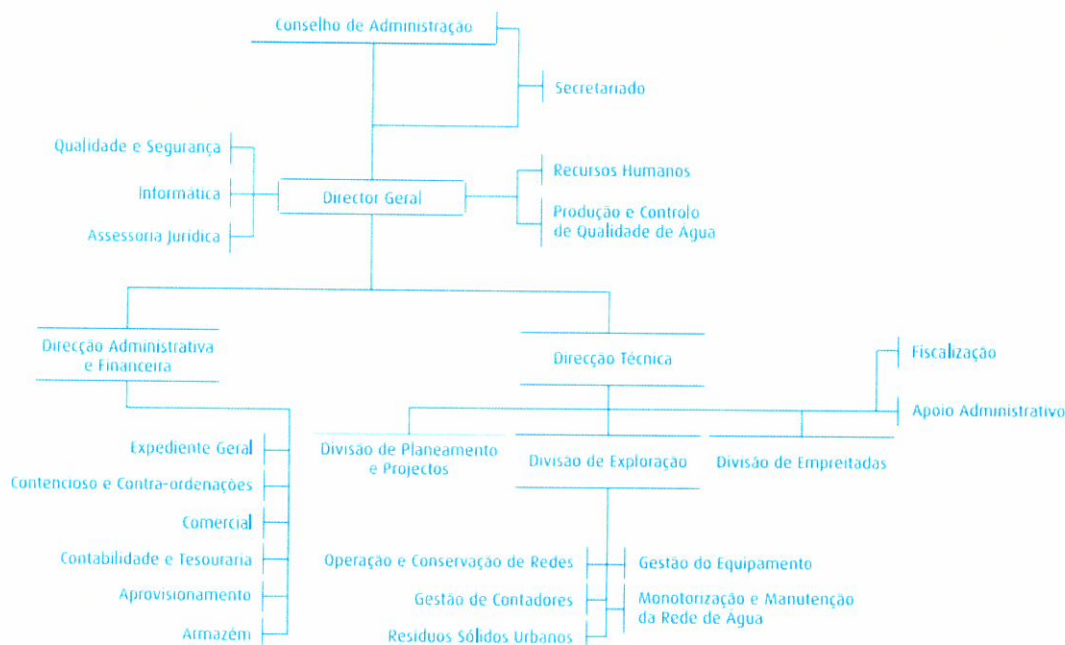 Conselho de Administração
Secretariado
Qualidade e Segurança
Informática
Assessoria Jurídica
Director Geral
Recursos Humanos
Produção e Controlo
de Qualidade de Água
Direcção Administrativa
e Financeira
Direcção Técnica
Fiscalização
Apoio Administrativo
Expediente Geral
Contencioso e Contra-ordenações
Comercial
Contabilidade e Tesouraria
Aprovisionamento
Armazém
Divisão de Planeamento
e Projectos
Divisão de Exploração
Divisão de Empreitadas
Operação e Conservação de Redes
Gestão de Contadores
Resíduos Sólidos Urbanos
Gestão do Equipamento
Monotorização e Manutenção
da Rede de Água